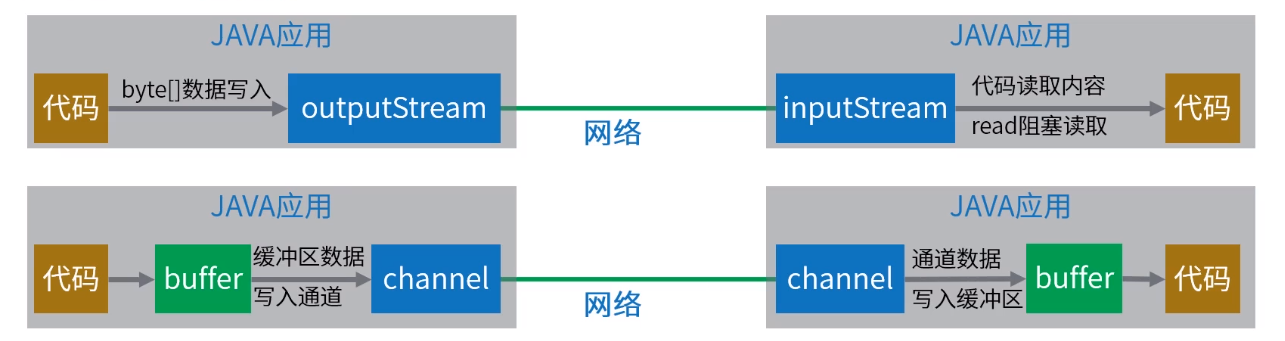 JAVA应用
代码
byte[]数据写入
outputStream
网络
JAVA应用
inputStream
代码读取内容
read阻塞读取
代码
JAVA应用
代码
buffer
缓冲区数据
写入通道
channel
网络
JAVA应用
channel
通道数据
写入缓冲区
buffer
代码